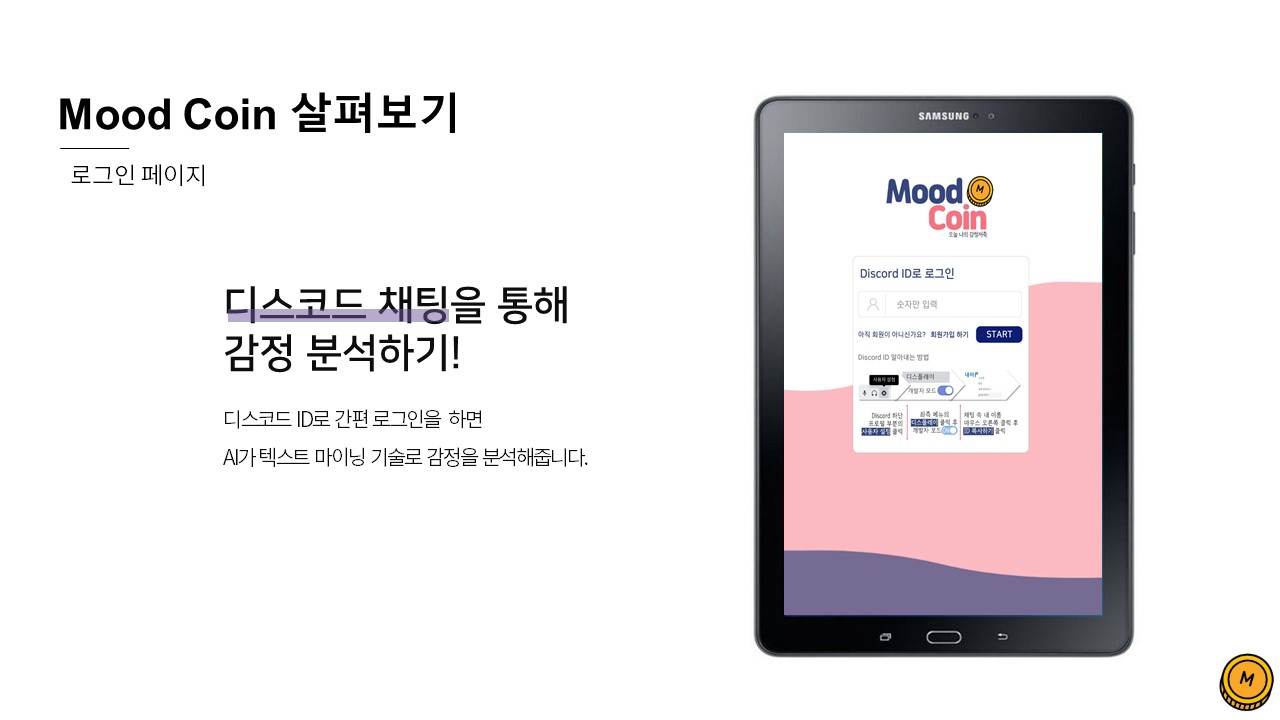 Mood Coin 살펴보기
로그인 페이지
디스코드 채팅을 통해
감정 분석하기!
디스코드 ID로 간편 로그인을 하면
AI가 텍스트 마이닝 기술로 감정을 분석해줍니다.
SAMSUNG
Mood
M
Coin
오늘 나의 감정저축
Discord ID로 로그인
숫자만 입력
아직 회원이 아니신가요? 회원가입 하기 START
Discord ID 알아내는 방법
사용자 설정
디스플레이
개발자 모드
Discord 하단
프로필 부분의
사용자 설정 클릭
좌측 메뉴의
디스플레이 클릭 후
개발자 모드
채팅 속 내 이름
마우스 오른쪽 클릭 후
ID 복사하기 클릭
M